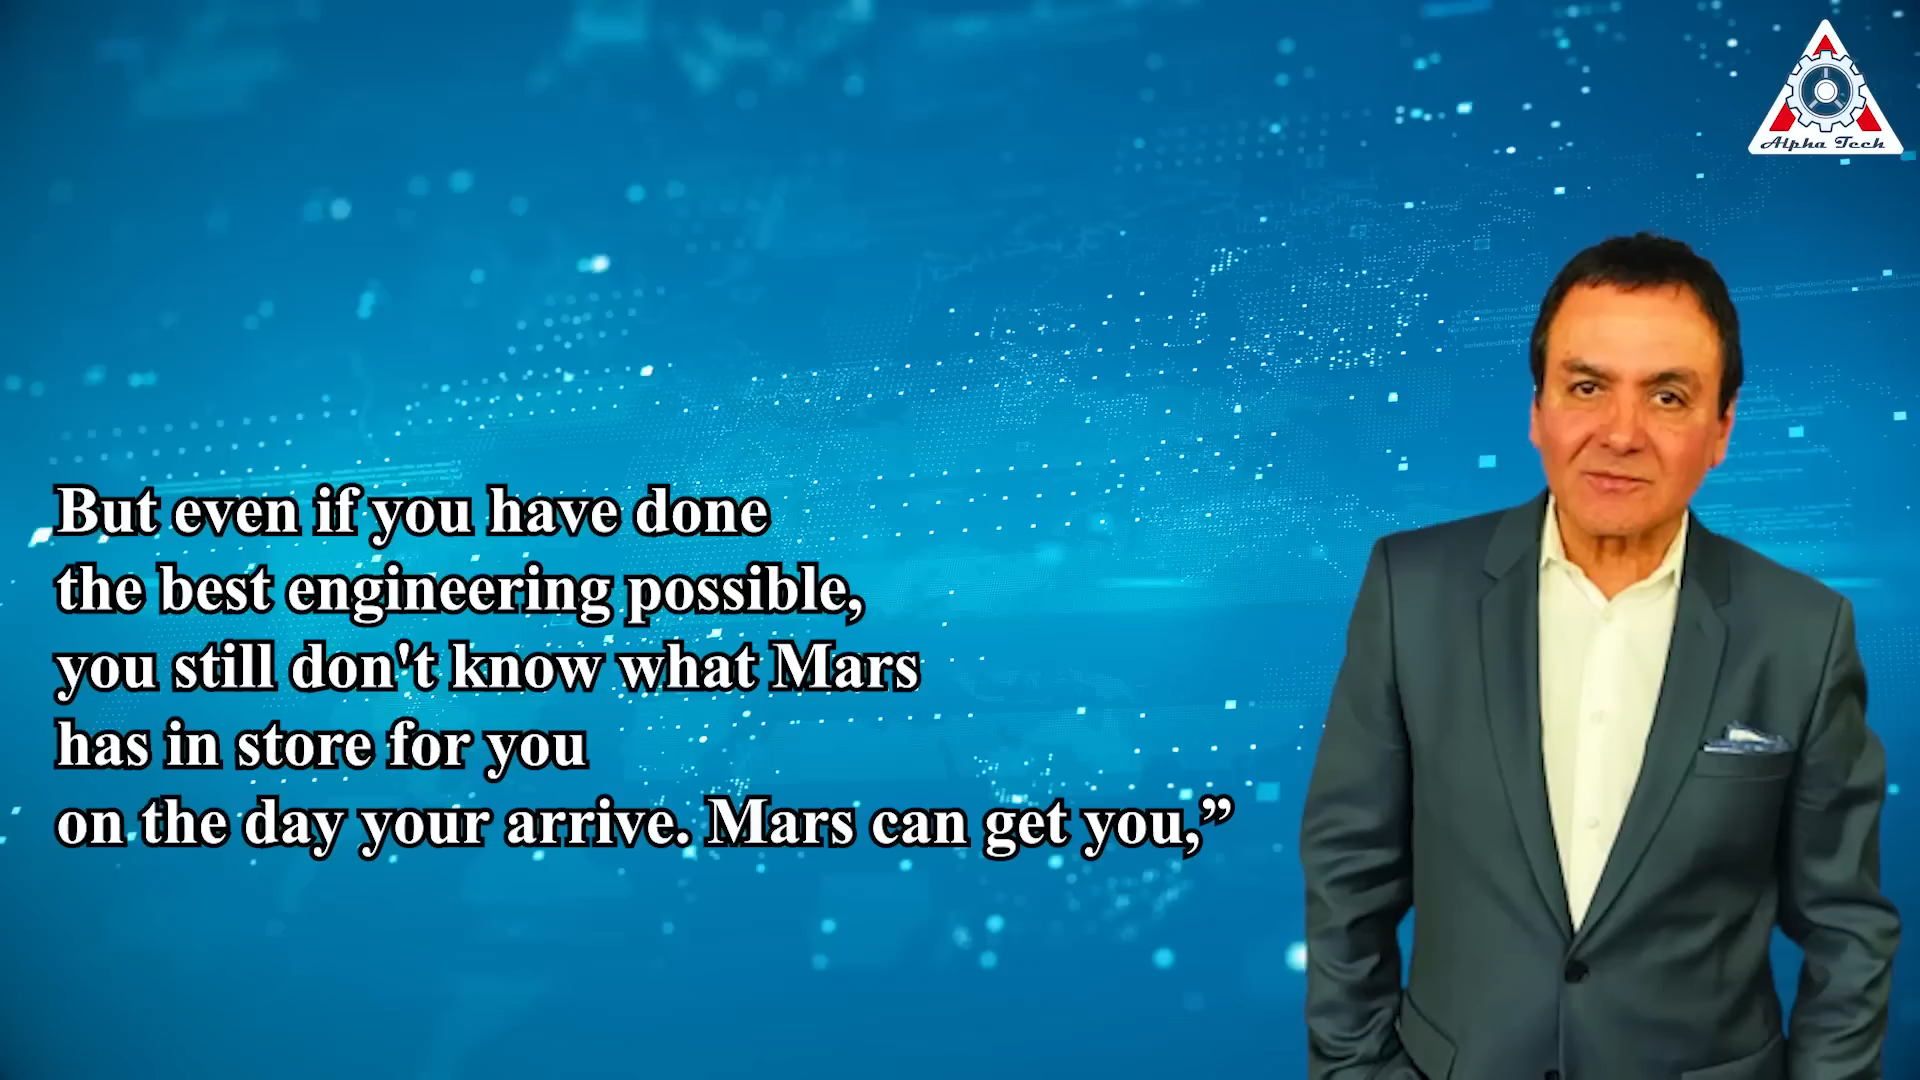 Alpha Tech
But even if you have done
the best engineering possible,
you still don't know what Mars
has in store for you
on the day your arrive. Mars can get you,”